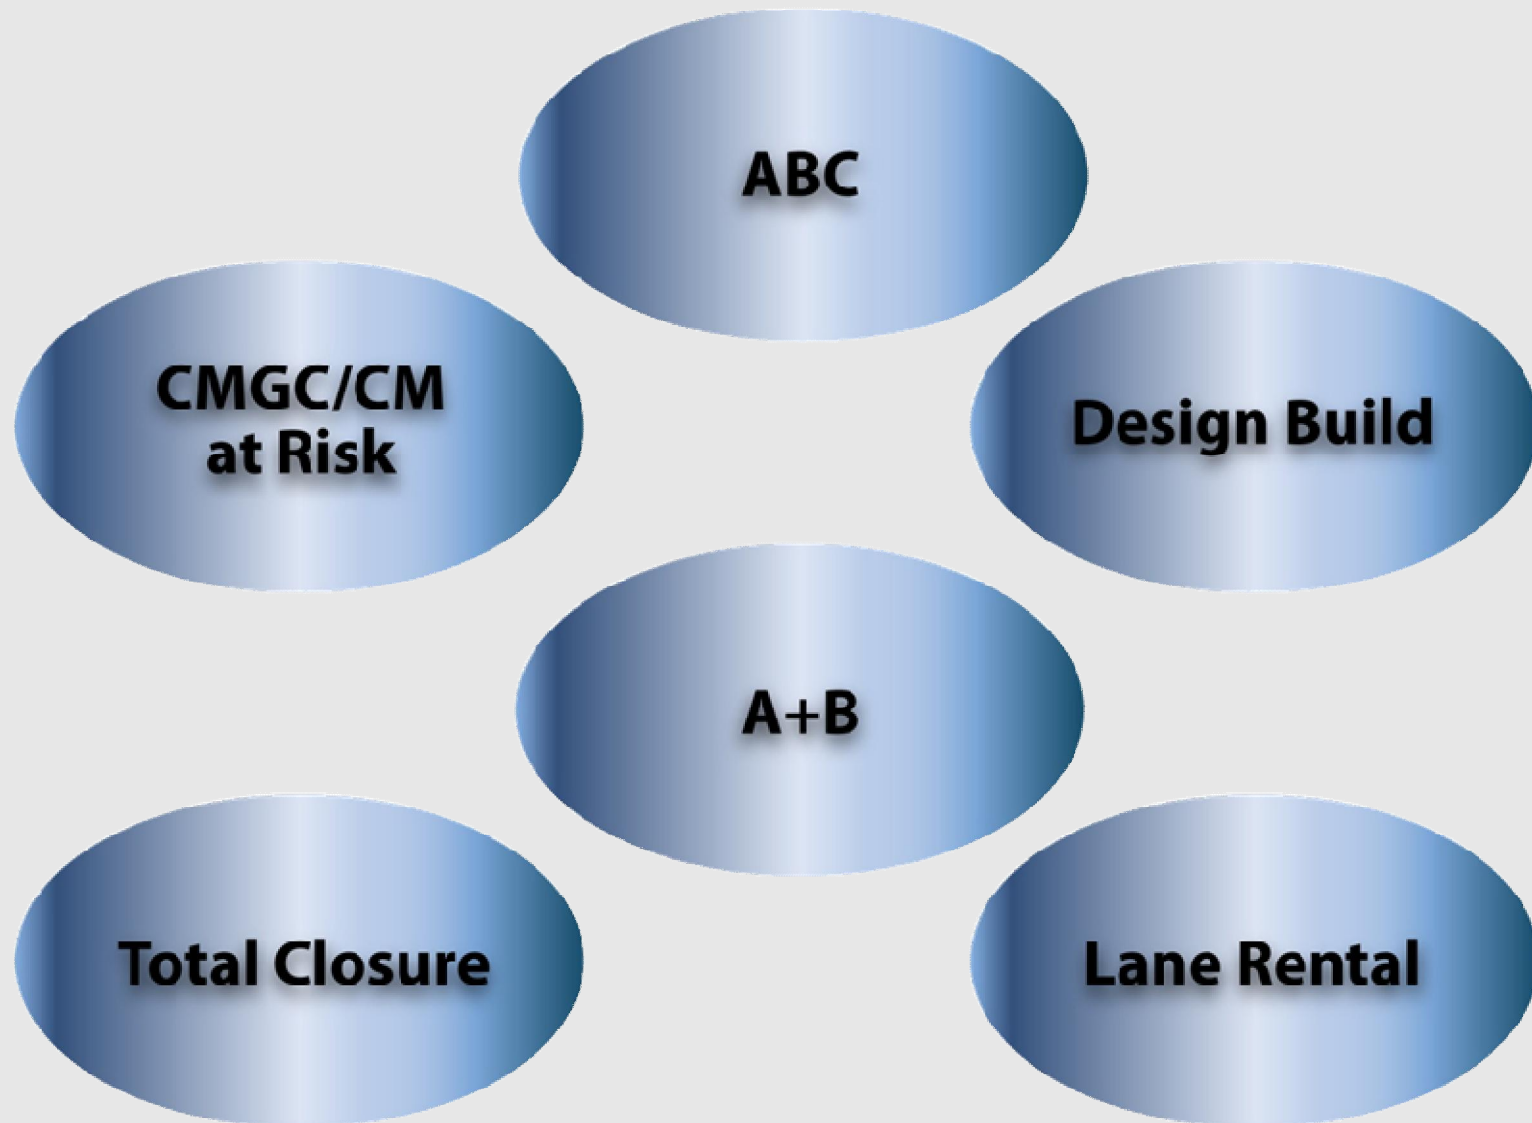 ABC
CMGC/CM
at Risk
Design Build
A+B
Total Closure
Lane Rental